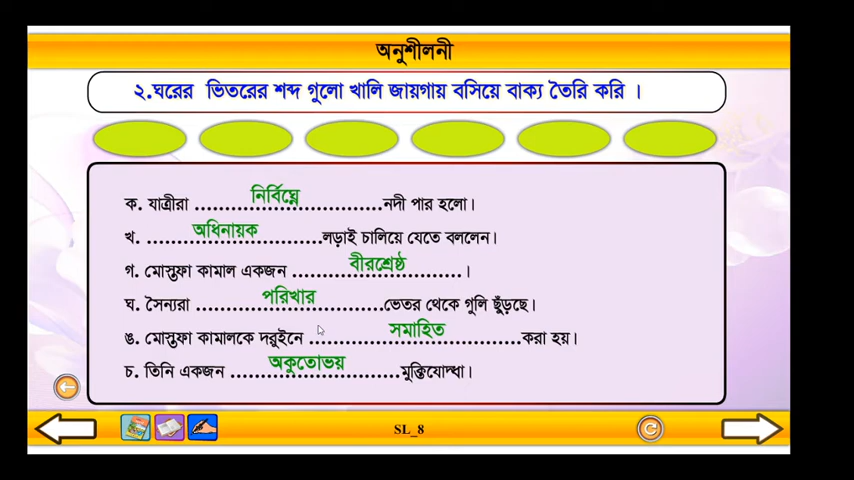 অনুশীলনী
২.ঘরের ভিতরের শব্দ গুলো খালি জায়গায় বসিয়ে বাক্য তৈরি করি ।
ক. যাত্রীরা ....নির্বিঘ্নে.... নদী পার হলো।
খ. ....অধিনায়ক.... লড়াই চালিয়ে যেতে বললেন।
গ. মোস্তফা কামাল একজন ....বীরশ্রেষ্ঠ.... ।
ঘ. সৈন্যরা ....পরিখার.... ভেতর থেকে গুলি ছুঁড়ছে।
ঙ. মোস্তফা কামালকে দরুইনে ....সমাহিত.... করা হয়।
চ. তিনি একজন ....অকুতোভয়.... মুক্তিযোদ্ধা।
SL_8